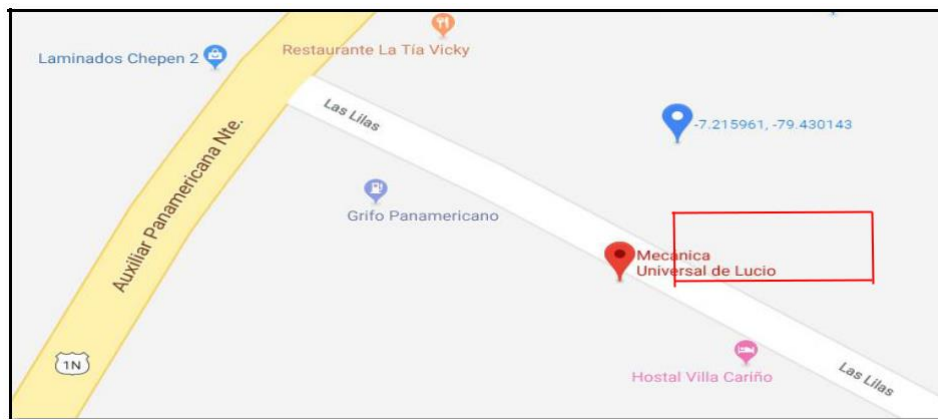 Restaurante La Tía Vicky
Laminados Chepen 2
Las Lilas
-7.215961, -79.430143
Auxiliar Panamericana Nte.
Grifo Panamericano
Mecánica
Universal de Lucio
1N
Hostal Villa Cariño
Las Lilas